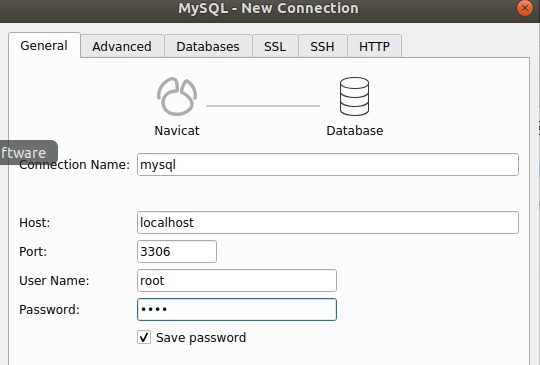 MySQL - New Connection
General Advanced Databases SSL SSH HTTP
Navicat Database
ftware
Connection Name: mysql
Host: localhost
Port: 3306
User Name: root
Password: ••••
Save password